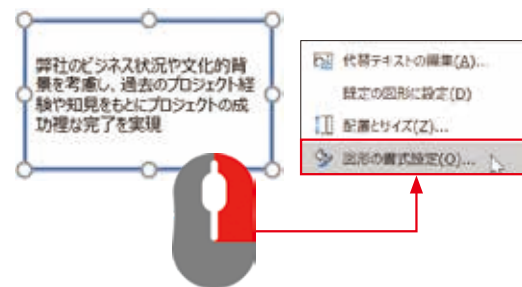 弊社のビジネス状況や文化的背
景を考慮し、過去のプロジェクト経
験や知見をもとにプロジェクトの成
功裡な完了を実現
代替テキストの編集(A)...
既定の図形に設定(D)
配置とサイズ(Z)...
図形の書式設定(O)...